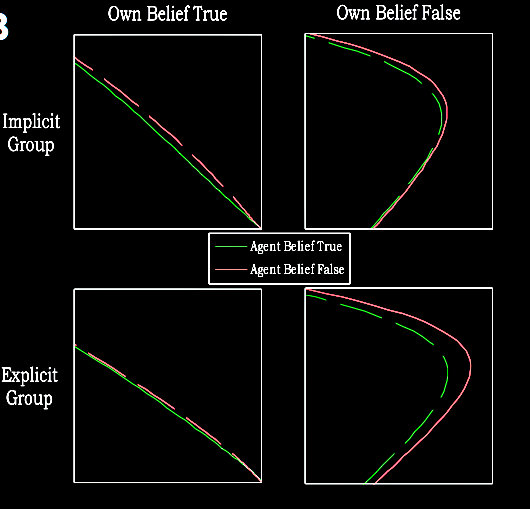 B
Own Belief True
Own Belief False
Implicit
Group
Agent Belief True
Agent Belief False
Explicit
Group